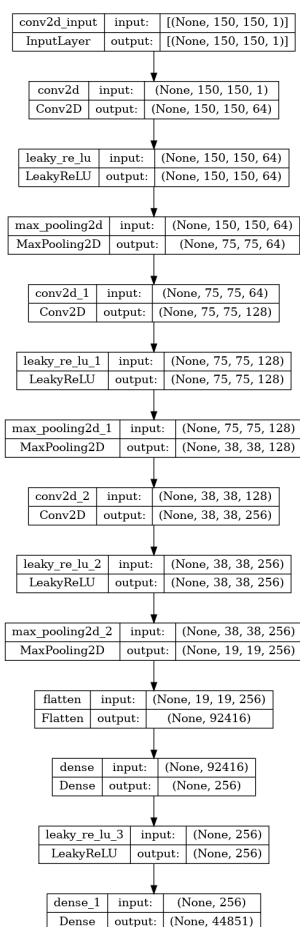 conv2d_input input: [(None, 150, 150, 1)]
InputLayer output: [(None, 150, 150, 1)]
conv2d input: (None, 150, 150, 1)
Conv2D output: (None, 150, 150, 64)
leaky_re_lu input: (None, 150, 150, 64)
LeakyReLU output: (None, 150, 150, 64)
max_pooling2d input: (None, 150, 150, 64)
MaxPooling2D output: (None, 75, 75, 64)
conv2d_1 input: (None, 75, 75, 64)
Conv2D output: (None, 75, 75, 128)
leaky_re_lu_1 input: (None, 75, 75, 128)
LeakyReLU output: (None, 75, 75, 128)
max_pooling2d_1 input: (None, 75, 75, 128)
MaxPooling2D output: (None, 38, 38, 128)
conv2d_2 input: (None, 38, 38, 128)
Conv2D output: (None, 38, 38, 256)
leaky_re_lu_2 input: (None, 38, 38, 256)
LeakyReLU output: (None, 38, 38, 256)
max_pooling2d_2 input: (None, 38, 38, 256)
MaxPooling2D output: (None, 19, 19, 256)
flatten input: (None, 19, 19, 256)
Flatten output: (None, 92416)
dense input: (None, 92416)
Dense output: (None, 256)
leaky_re_lu_3 input: (None, 256)
LeakyReLU output: (None, 256)
dense_1 input: (None, 256)
Dense output: (None, 44851)